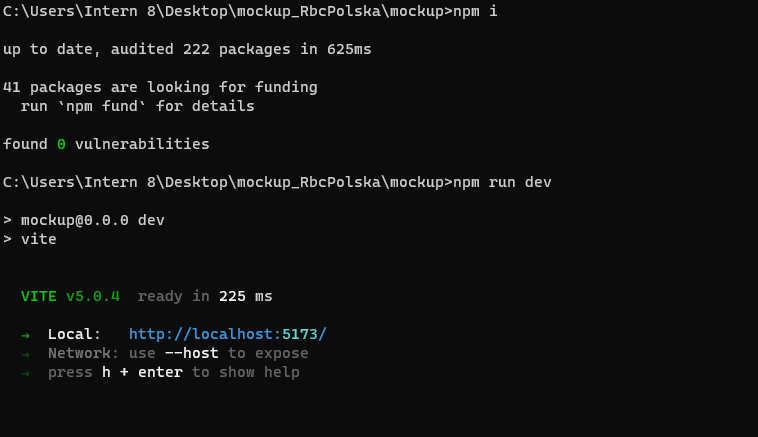 C:\Users\Intern 8\Desktop\mockup_RbcPolska\mockup>npm i
up to date, audited 222 packages in 625ms
41 packages are looking for funding
run `npm fund` for details
found 0 vulnerabilities
C:\Users\Intern 8\Desktop\mockup_RbcPolska\mockup>npm run dev
> mockup@0.0.0 dev
> vite
VITE v5.0.4 ready in 225 ms
→ Local: http://localhost:5173/
→ Network: use --host to expose
→ press h + enter to show help